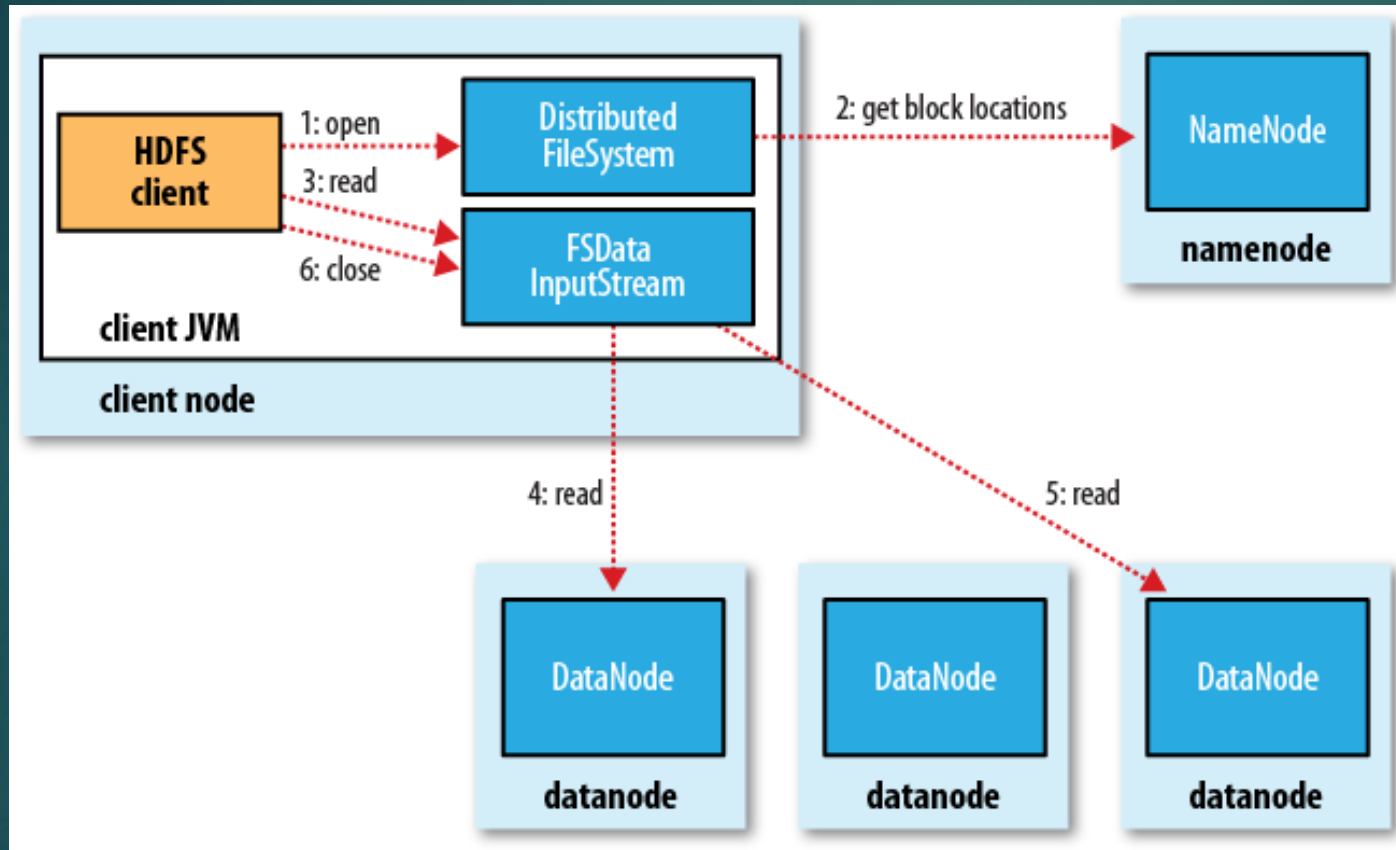 1: open
Distributed
FileSystem
2: get block locations
NameNode
HDFS
client
3: read
FSData
InputStream
6: close
namenode
client JVM
client node
4: read
5: read
DataNode
DataNode
DataNode
datanode
datanode
datanode